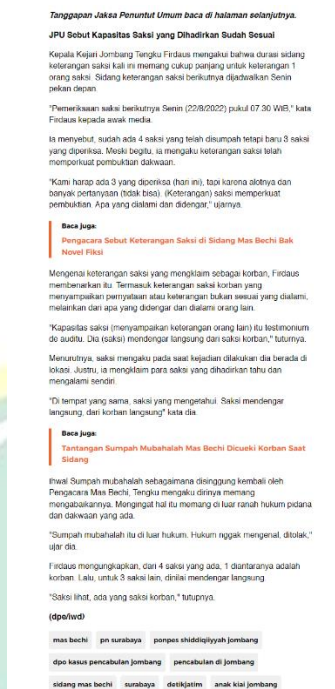 Tanggapan Jaksa Penuntut Umum baca di halaman selanjutnya.
JPU Sebut Kapasitas Saksi yang Dihadirkan Sudah Sesuai
Kepala Kejari Jombang Tengku Firdaus mengakui bahwa durasi sidang
keterangan saksi kali ini memang cukup panjang untuk keterangan 1
orang saksi. Sidang keterangan saksi berikutnya dijadwalkan Senin
pekan depan.
"Pemeriksaan saksi berikutnya Senin (22/8/2022) pukul 07.30 WIB," kata
Firdaus kepada awak media.
Ia menyebut, sudah ada 4 saksi yang telah disumpah tetapi baru 3 saksi
yang diperiksa. Meski begitu, ia mengaku keterangan saksi telah
memperkuat pembuktian dakwaan.
"Kami harap ada 3 yang diperiksa (hari ini), tapi karena alotnya dan
banyak pertanyaan (tidak bisa). (Keterangan) saksi memperkuat
pembuktian. Apa yang dialami dan didengar," ujarnya.
Baca juga:
Pengacara Sebut Keterangan Saksi di Sidang Mas Bechi Bak
Novel Fiksi
Mengenai keterangan saksi yang mengklaim sebagai korban, Firdaus
membenarkan itu. Termasuk keterangan saksi korban yang
menyampaikan pernyataan atau keterangan bukan sesuai yang dialami,
melainkan dari apa yang didengar dan dialami orang lain.
"Kapasitas saksi (menyampaikan keterangan orang lain) itu testimonium
de auditu. Dia (saksi) mendengar langsung dari saksi korban," tuturnya.
Menurutnya, saksi mengaku pada saat kejadian dilakukan dia berada di
lokasi. Justru, ia mengklaim para saksi yang dihadirkan tahu dan
mengalami sendiri.
"Di tempat yang sama, saksi yang mengetahui. Saksi mendengar
langsung, dari korban langsung" kata dia.
Baca juga:
Tantangan Sumpah Mubahalah Mas Bechi Dicueki Korban Saat
Sidang
Ihwal Sumpah mubahalah sebagaimana disinggung kembali oleh
Pengacara Mas Bechi, Tengku mengaku dirinya memang
mengabaikannya. Mengingat hal itu memang di luar ranah hukum pidana
dan dakwaan yang ada.
"Sumpah mubahalah itu di luar hukum. Hukum nggak mengenal, ditolak,"
ujar dia.
Firdaus mengungkapkan, dari 4 saksi yang ada, 1 diantaranya adalah
korban. Lalu, untuk 3 saksi lain, dinilai mendengar langsung.
"Saksi lihat, ada yang saksi korban," tutupnya.
(dpe/iwd)
mas bechi pn surabaya ponpes shiddiqiiyyah jombang
dpo kasus pencabulan jombang pencabulan di jombang
sidang mas bechi surabaya detikjatim anak kiai jombang